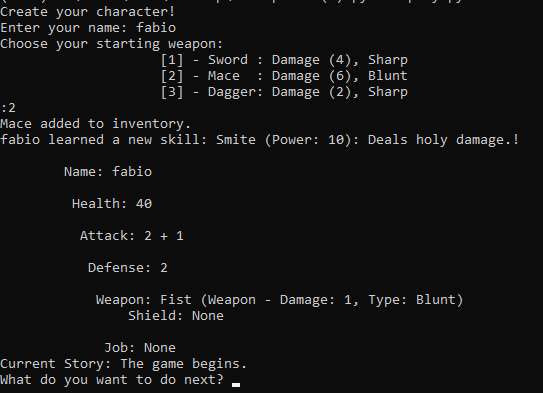 Create your character!
Enter your name: fabio
Choose your starting weapon:
[1] - Sword : Damage (4), Sharp
[2] - Mace  : Damage (6), Blunt
[3] - Dagger: Damage (2), Sharp
:2
Mace added to inventory.
fabio learned a new skill: Smite (Power: 10): Deals holy damage.!
Name: fabio
Health: 40
Attack: 2 + 1
Defense: 2
Weapon: Fist (Weapon - Damage: 1, Type: Blunt)
Shield: None
Job: None
Current Story: The game begins.
What do you want to do next?